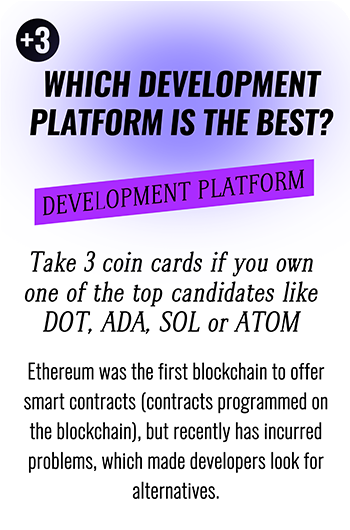 +3
WHICH DEVELOPMENT
PLATFORM IS THE BEST?
DEVELOPMENT PLATFORM
Take 3 coin cards if you own
one of the top candidates like
DOT, ADA, SOL or ATOM
Ethereum was the first blockchain to offer
smart contracts (contracts programmed on
the blockchain), but recently has incurred
problems, which made developers look for
alternatives.